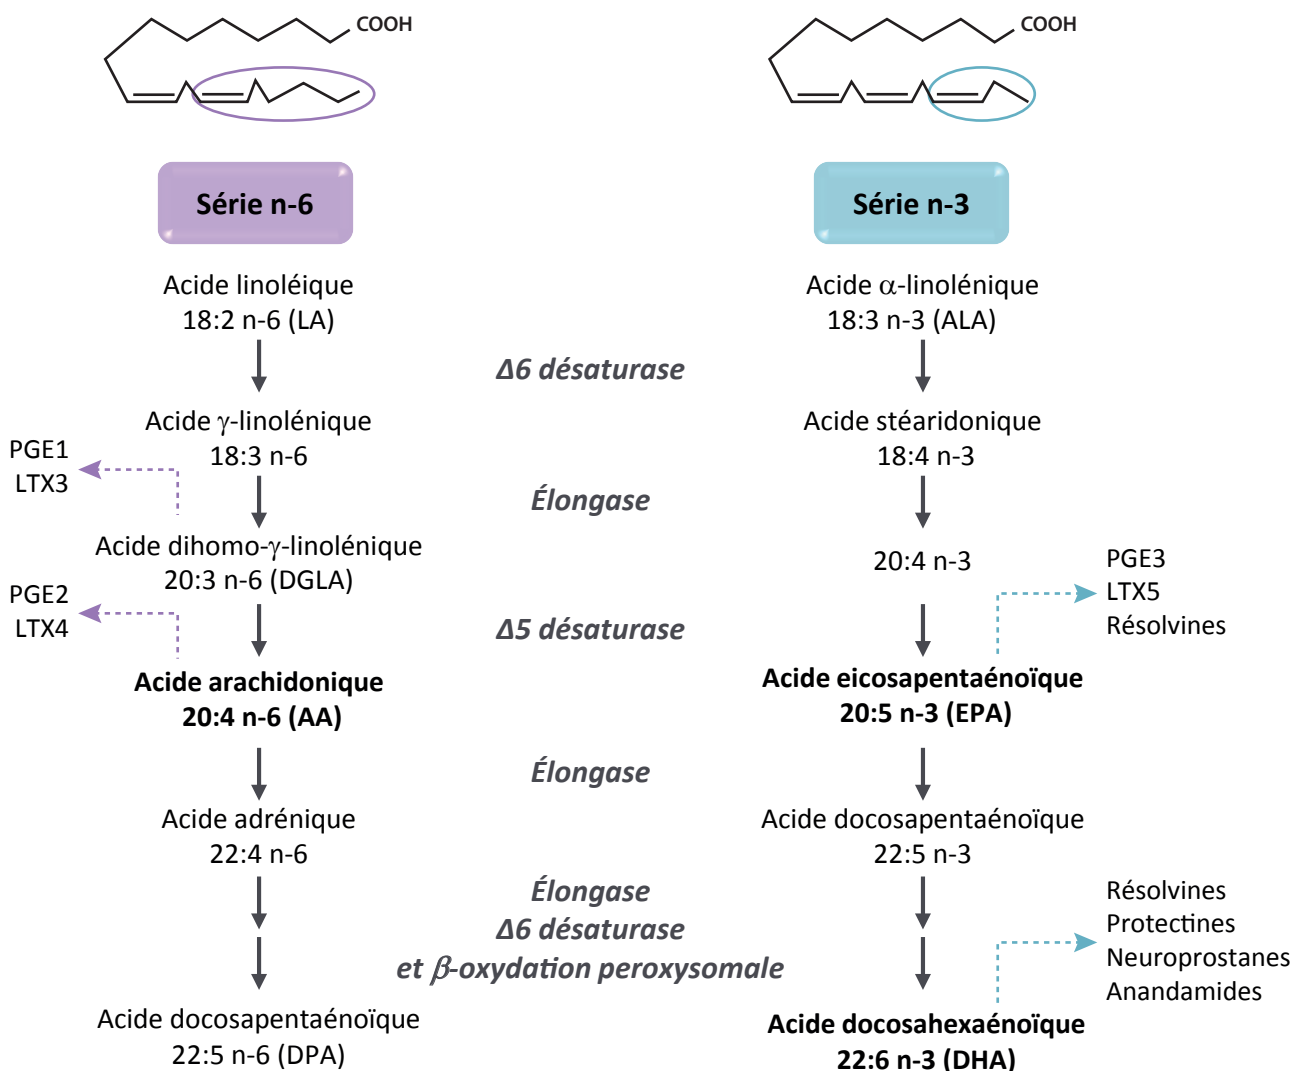 COOH
COOH
Série n-6
Série n-3
Acide linoléique
18:2 n-6 (LA)
Acide α-linolénique
18:3 n-3 (ALA)
Δ6 désaturase
Acide γ-linolénique
18:3 n-6
Acide stéaridonique
18:4 n-3
PGE1
LTX3
Élongase
Acide dihomo-γ-linolénique
20:3 n-6 (DGLA)
20:4 n-3
PGE3
LTX5
Résolvines
PGE2
LTX4
Δ5 désaturase
Acide arachidonique
20:4 n-6 (AA)
Acide eicosapentaénoïque
20:5 n-3 (EPA)
Élongase
Acide adrénique
22:4 n-6
Acide docosapentaénoïque
22:5 n-3
Élongase
Δ6 désaturase
et β-oxydation peroxysomale
Résolvines
Protectines
Neuroprostanes
Anandamides
Acide docosapentaénoïque
22:5 n-6 (DPA)
Acide docosahexaénoïque
22:6 n-3 (DHA)